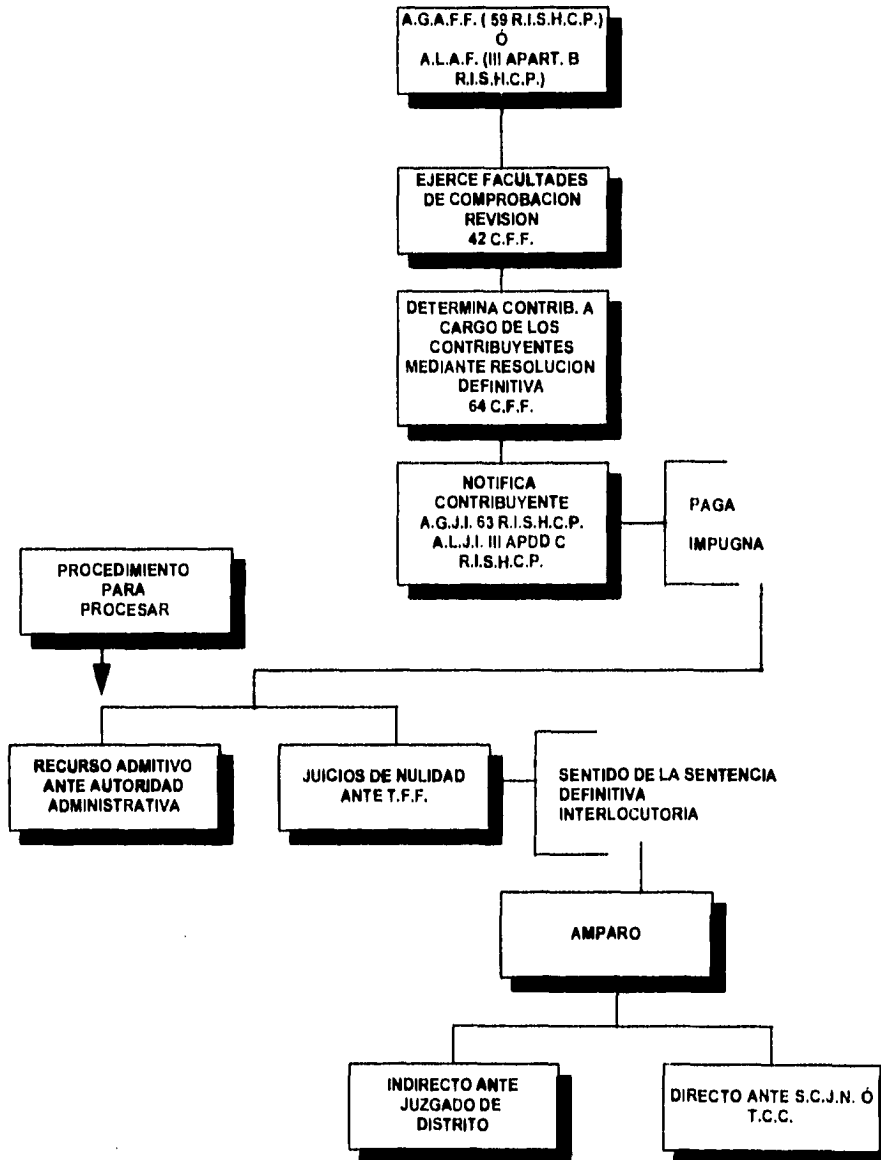 A.G.A.F.F. ( 59 R.I.S.H.C.P.)
Ó
A.L.A.F. (III APART. B
R.I.S.H.C.P.)
EJERCE FACULTADES
DE COMPROBACION
REVISION
42 C.F.F.
DETERMINA CONTRIB. A
CARGO DE LOS
CONTRIBUYENTES
MEDIANTE RESOLUCION
DEFINITIVA
64 C.F.F.
NOTIFICA
CONTRIBUYENTE
A.G.J.I. 63 R.I.S.H.C.P.
A.L.J.I. III APDD C
R.I.S.H.C.P.
PAGA
IMPUGNA
PROCEDIMIENTO
PARA
PROCESAR
RECURSO ADMITIVO
ANTE AUTORIDAD
ADMINISTRATIVA
JUICIOS DE NULIDAD
ANTE T.F.F.
SENTIDO DE LA SENTENCIA
DEFINITIVA
INTERLOCUTORIA
AMPARO
INDIRECTO ANTE
JUZGADO DE
DISTRITO
DIRECTO ANTE S.C.J.N. Ó
T.C.C.